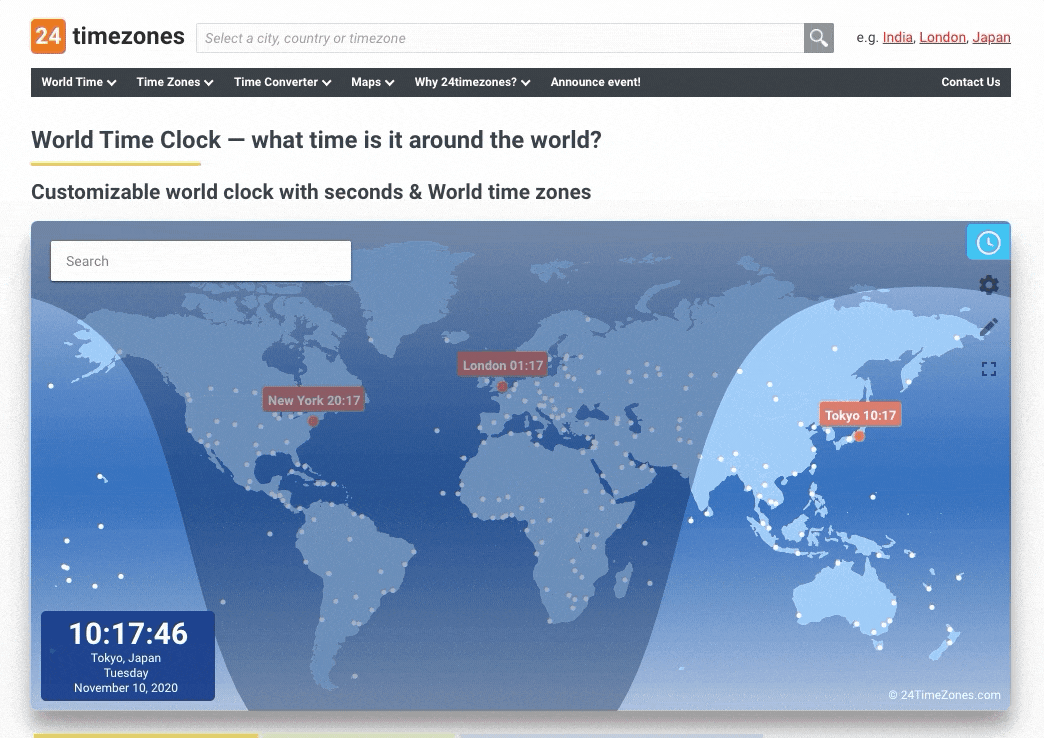 24 timezones
Select a city, country or timezone
e.g. India, London, Japan
World Time Time Zones Time Converter Maps Why 24timezones? Announce event! Contact Us
World Time Clock — what time is it around the world?
Customizable world clock with seconds & World time zones
Search
London 01:17
New York 20:17
Tokyo 10:17
10:17:46
Tokyo, Japan
Tuesday
November 10, 2020
© 24TimeZones.com